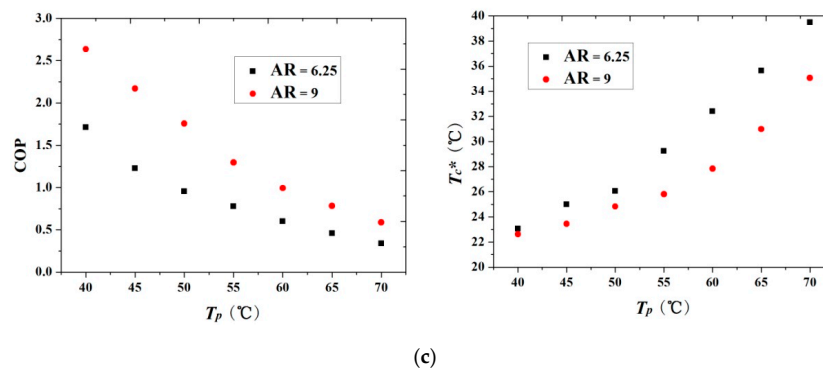 3.0
2.5
2.0
1.5
1.0
0.5
0.0
COP
AR = 6.25
AR = 9
40 45 50 55 60 65 70
Tp (℃)
40
38
36
34
32
30
28
26
24
22
20
Tc* (℃)
AR = 6.25
AR = 9
40 45 50 55 60 65 70
Tp (℃)
(c)